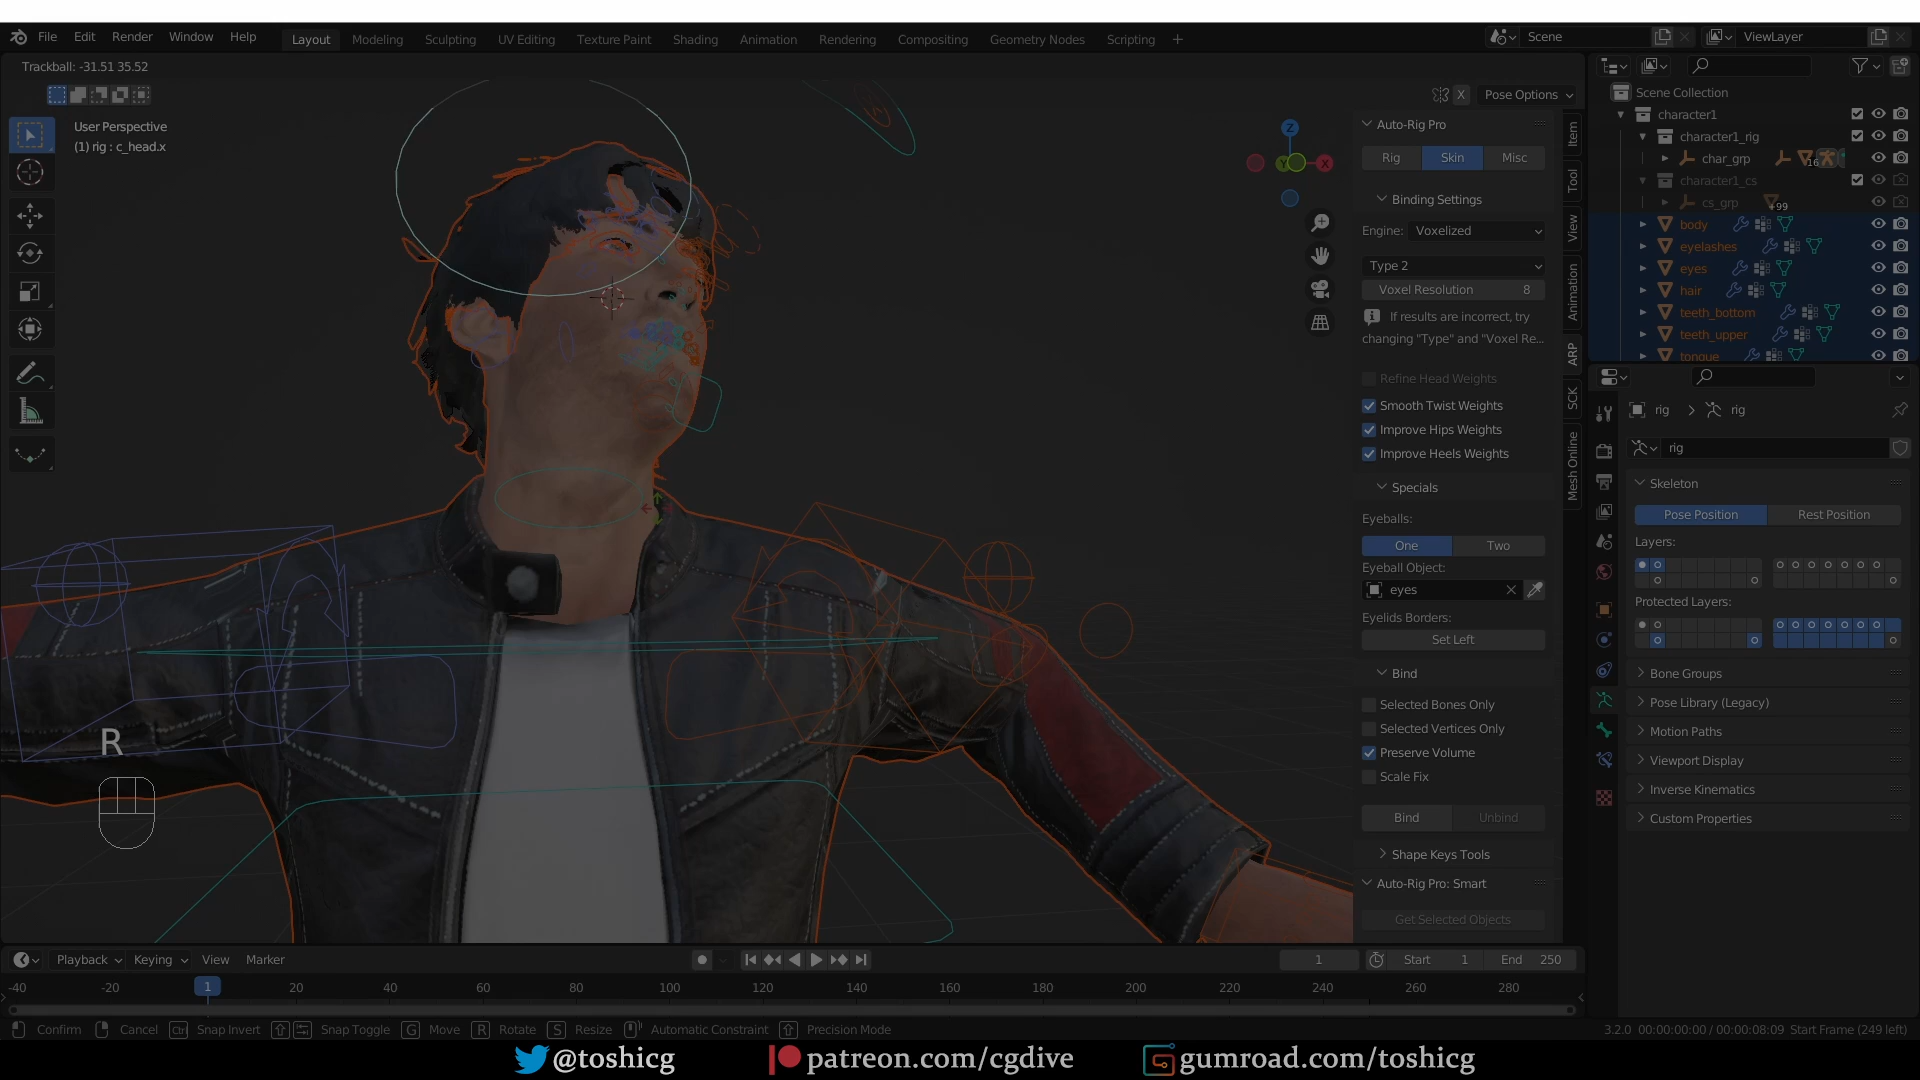 File Edit Render Window Help Layout Modeling Sculpting UV Editing Texture Paint Shading Animation Rendering Compositing Geometry Nodes Scripting + Scene ViewLayer
Trackball: -31.51 35.52
X Pose Options
User Perspective
(1) rig : c_head.x
Z
Y
X
Auto-Rig Pro
Rig Skin Misc
Binding Settings
Engine: Voxelized
Type 2
Voxel Resolution 8
If results are incorrect, try
changing "Type" and "Voxel Re...
Refine Head Weights
Smooth Twist Weights
Improve Hips Weights
Improve Heels Weights
Specials
Eyeballs:
One Two
Eyeball Object:
eyes
Eyelids Borders:
Set Left
Bind
Selected Bones Only
Selected Vertices Only
Preserve Volume
Scale Fix
Bind Unbind
Shape Keys Tools
Auto-Rig Pro: Smart
Get Selected Objects
Item
Tool
View
Animation
ARP
SCK
Mesh Online
Scene Collection
character1
character1_rig
char_grp 16
character1_cs
cs_grp +99
body
eyelashes
eyes
hair
teeth_bottom
teeth_upper
tongue
rig > rig
rig
Skeleton
Pose Position Rest Position
Layers:
Protected Layers:
Bone Groups
Pose Library (Legacy)
Motion Paths
Viewport Display
Inverse Kinematics
Custom Properties
R
Playback Keying View Marker 1 Start 1 End 250
-40 -20 1 20 40 60 80 100 120 140 160 180 200 220 240 260 280
Confirm Cancel Ctrl Snap Invert Snap Toggle G Move R Rotate S Resize Automatic Constraint Precision Mode 3.2.0 00:00:00:00 / 00:00:08:09 Start Frame (249 left)
@toshicg patreon.com/cgdive gumroad.com/toshicg